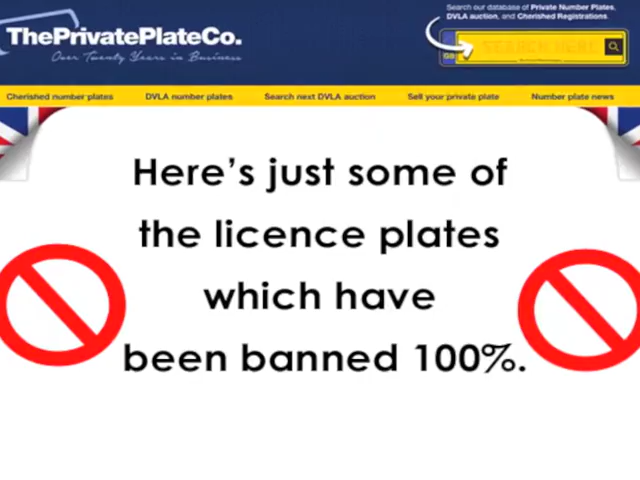 Search our database of Private Number Plates,
DVLA auction, and Cherished Registrations.
ThePrivatePlateCo.
Over Twenty Years in Business
SEARCH HERE
GB
Cherished number plates
DVLA number plates
Search next DVLA auction
Sell your private plate
Number plate news
Here's just some of
the licence plates
which have
been banned 100%.